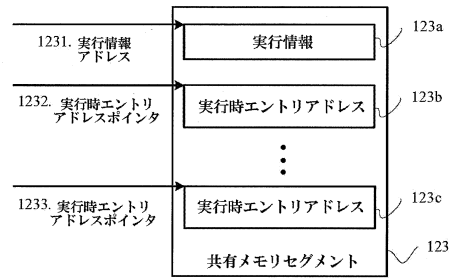 123a
1231. 実行情報
アドレス
実行情報
1232. 実行時エントリ
アドレスポインタ
実行時エントリアドレス
123b
1233. 実行時エントリ
アドレスポインタ
実行時エントリアドレス
123c
共有メモリセグメント
123